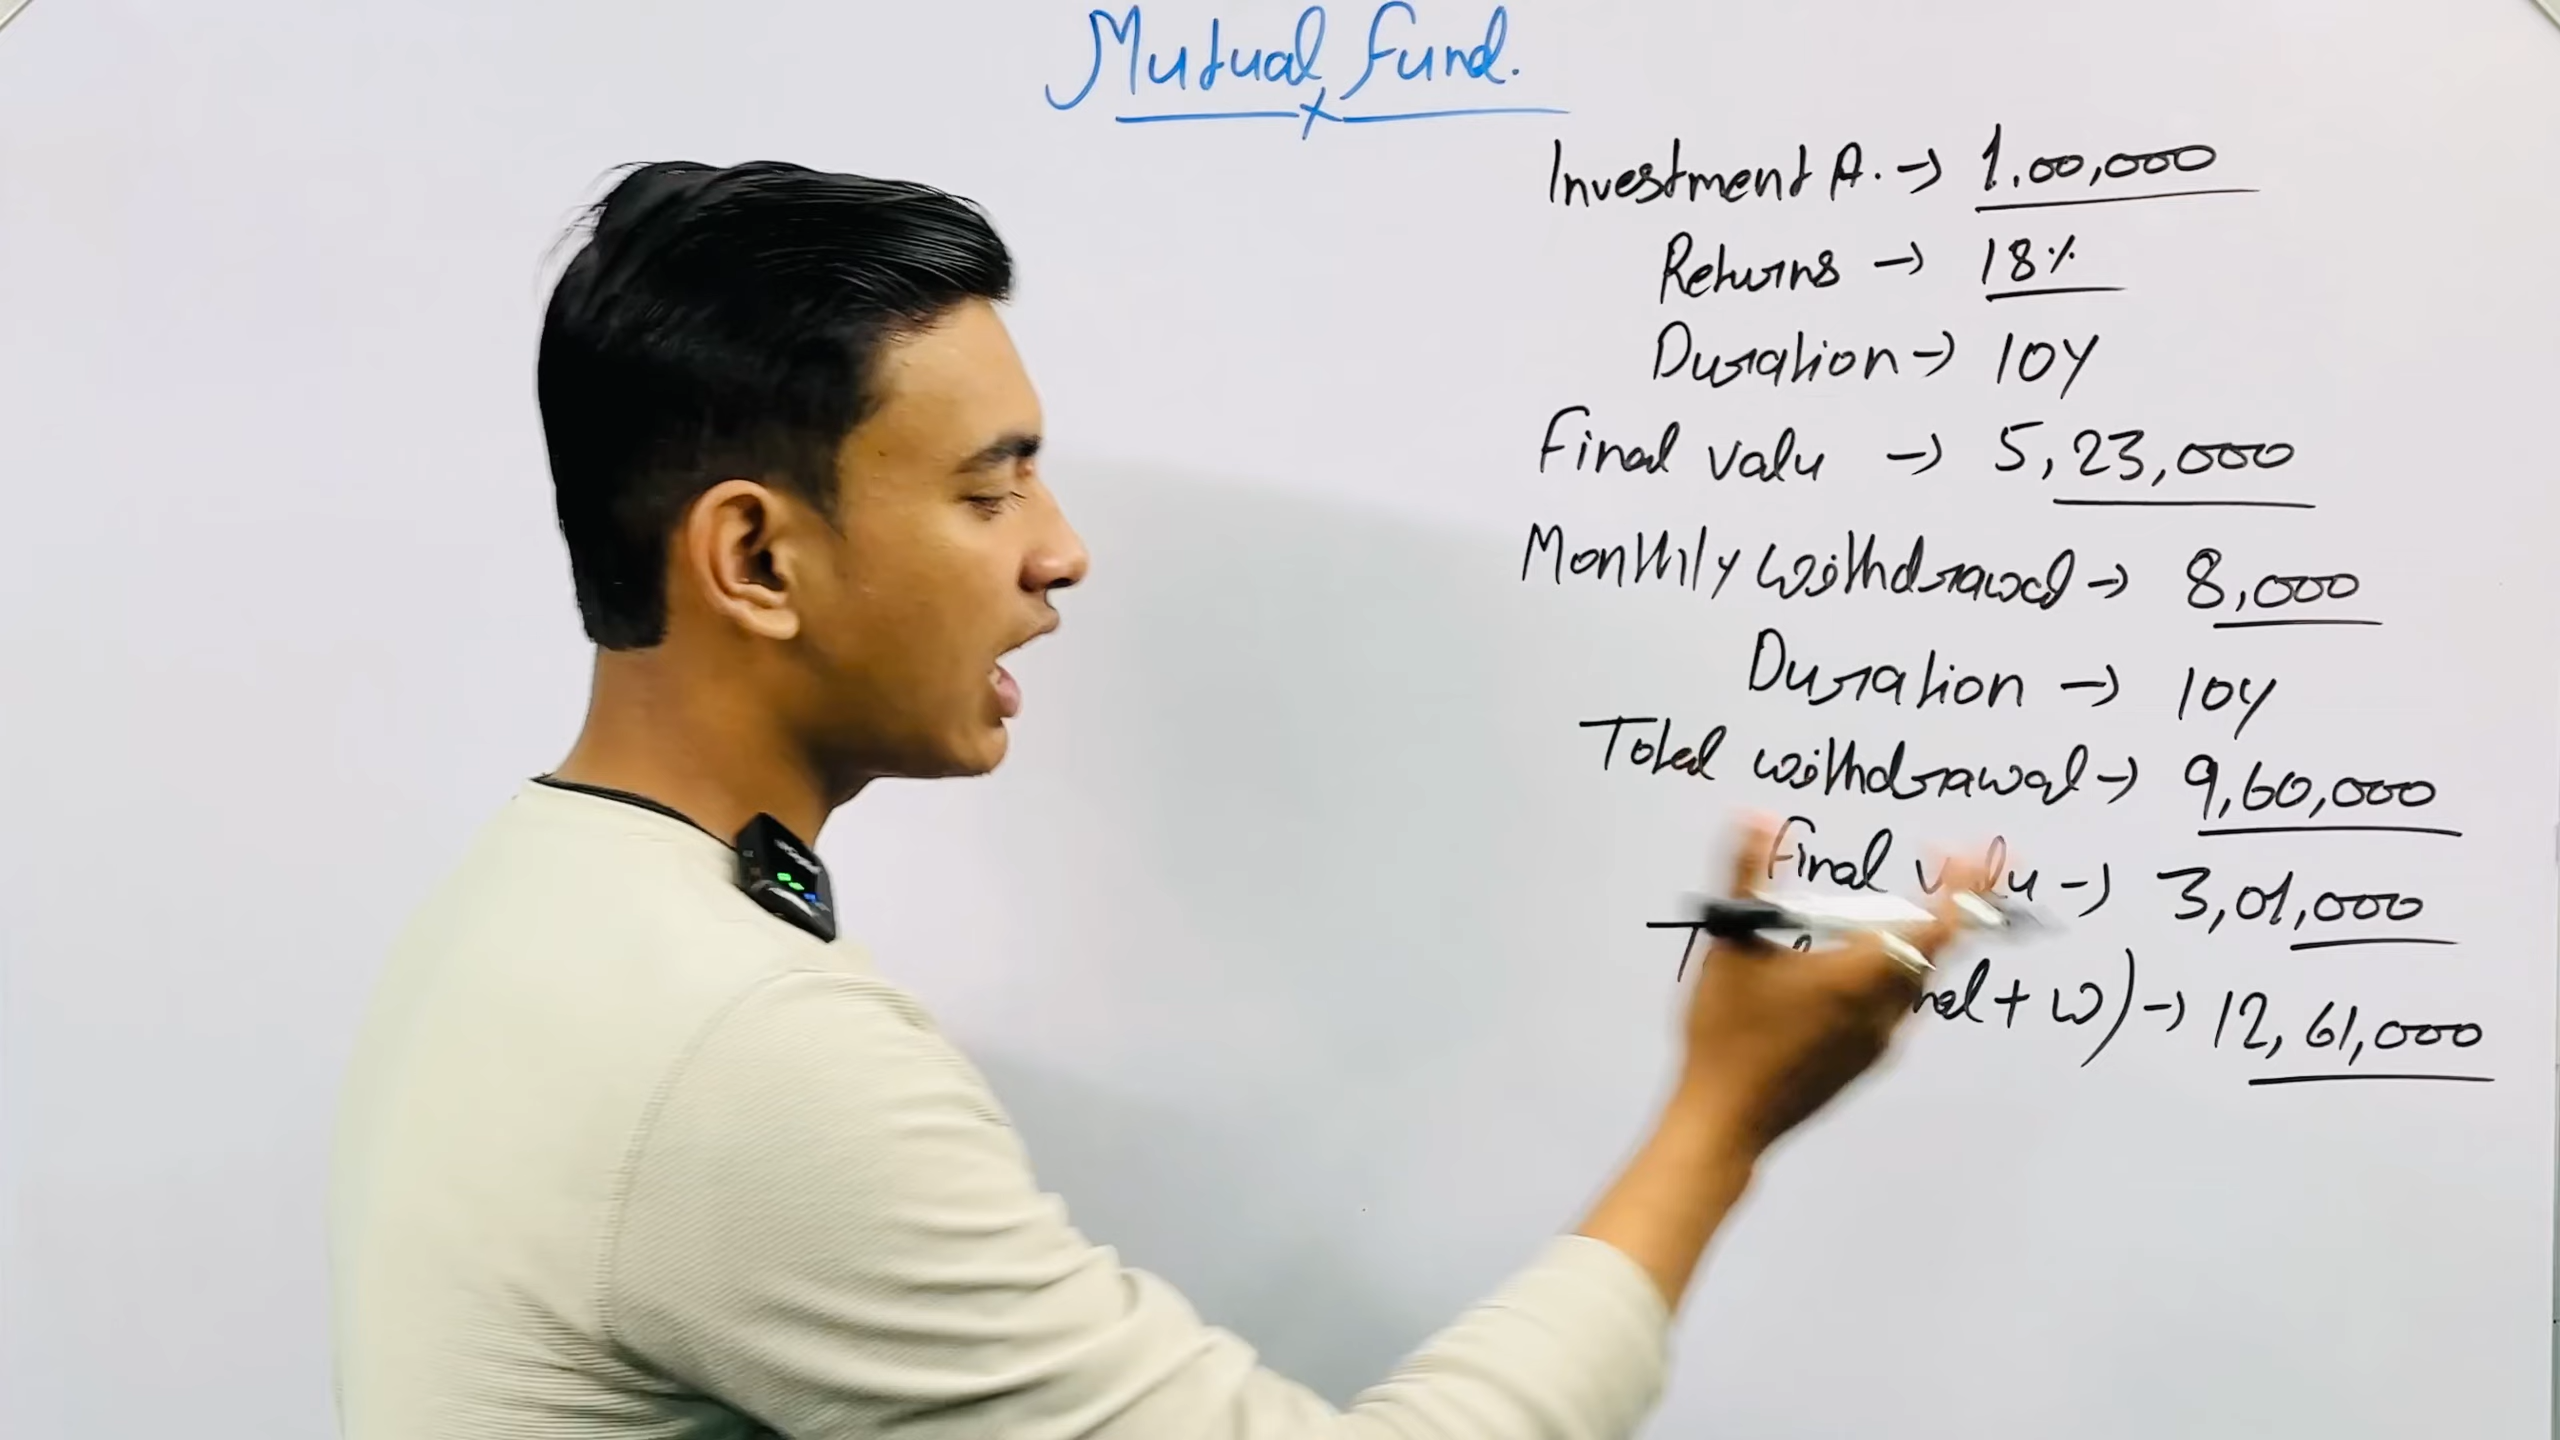 Mutual Fund.
Investment A. → 1,00,000
Returns → 18%
Duration → 10Y
Final valu → 5,23,000
Monthly withdrawal → 8,000
Duration → 10Y
Total withdrawal → 9,60,000
Final valu → 3,01,000
+ W) → 12,61,000